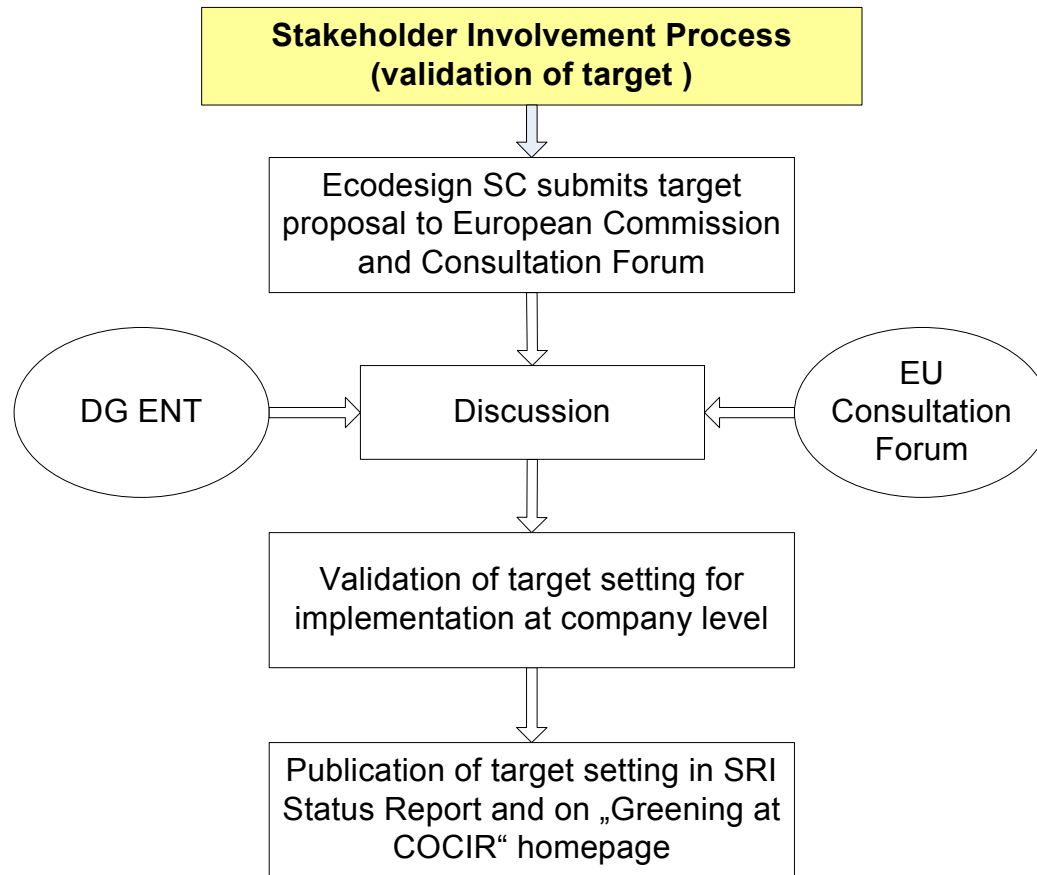 Stakeholder Involvement Process
(validation of target )
Ecodesign SC submits target
proposal to European Commission
and Consultation Forum
DG ENT
Discussion
EU
Consultation
Forum
Validation of target setting for
implementation at company level
Publication of target setting in SRI
Status Report and on „Greening at
COCIR“ homepage